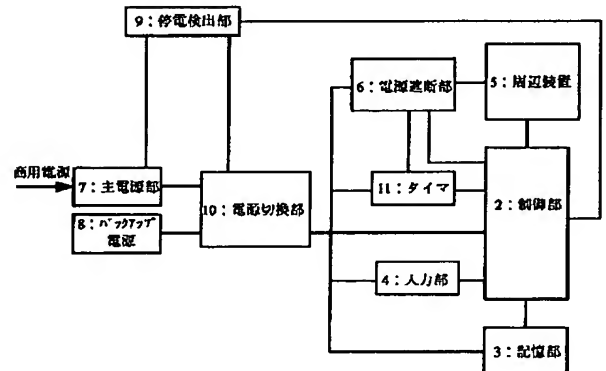 9：停電検出部
6：電源遮断部
5：周辺装置
商用電源
7：主電源部
11：タイマ
2：制御部
10：電源切換部
8：バックアップ
電源
4：入力部
3：記憶部